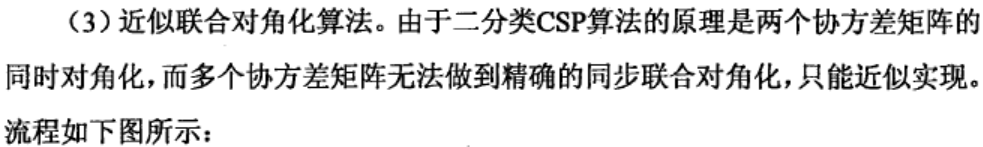 （3）近似联合对角化算法。由于二分类CSP算法的原理是两个协方差矩阵的
同时对角化，而多个协方差矩阵无法做到精确的同步联合对角化，只能近似实现。
流程如下图所示：